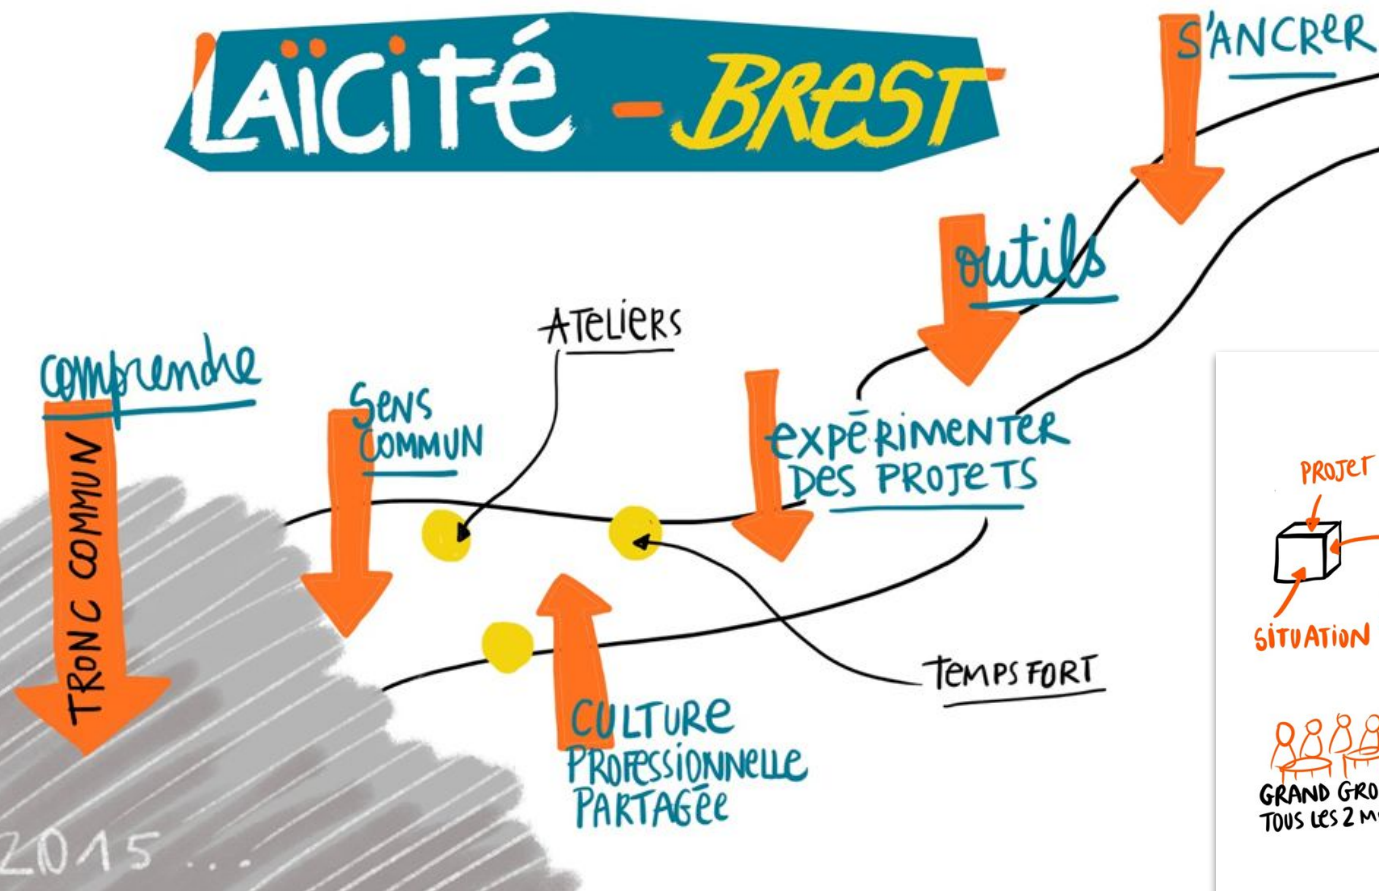 LAÏCITÉ - BREST
S'ANCRER
outils
ATELIERS
comprendre
SENS
COMMUN
EXPÉRIMENTER
DES PROJETS
TRONC COMMUN
PROJET
SITUATION
TEMPS FORT
CULTURE
PROFESSIONNELLE
PARTAGÉE
GRAND
TOUS LES 2
2015...